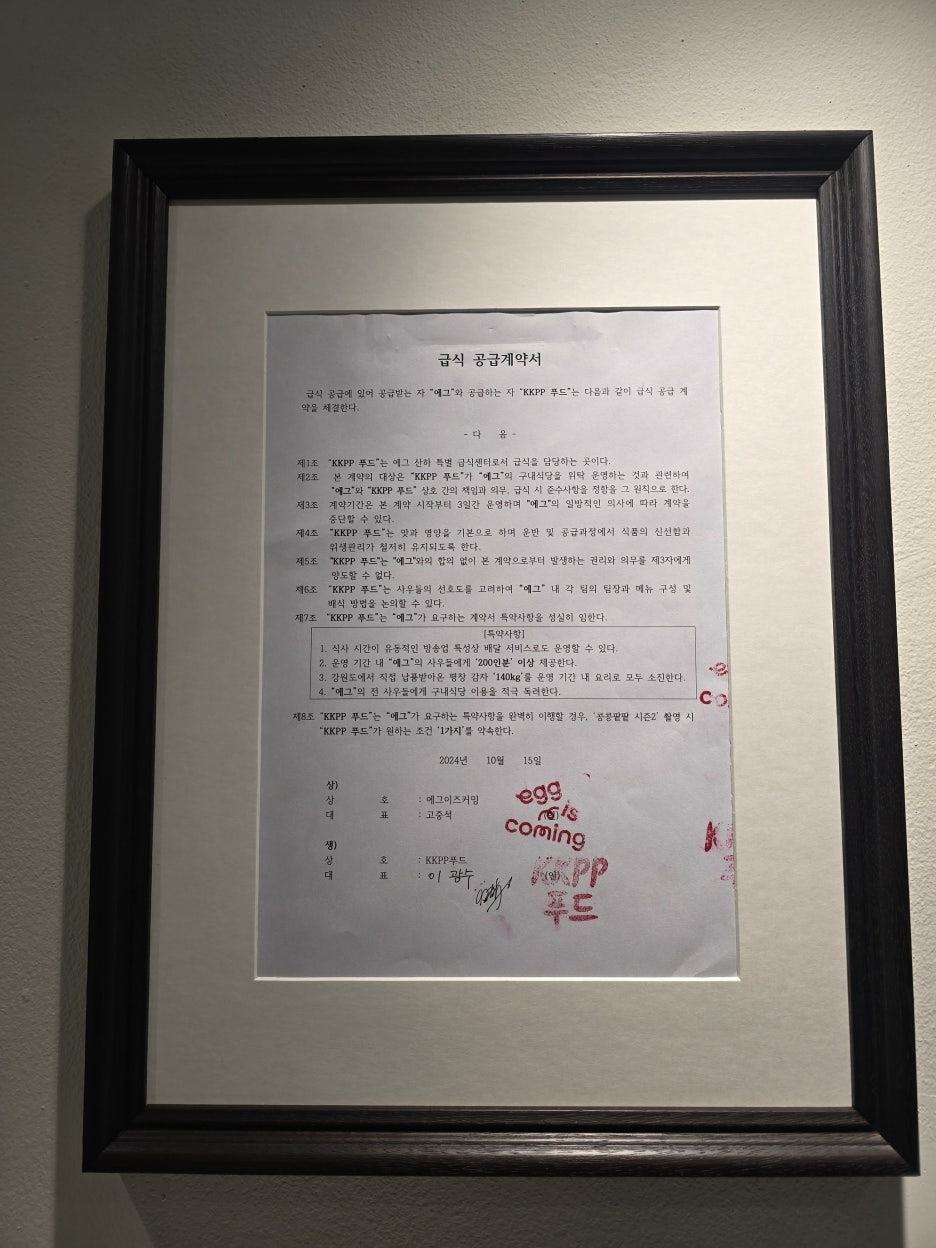 급식 공급계약서
급식 공급에 있어 공급받는 자 "에그"와 공급하는 자 "KKPP 푸드"는 다음과 같이 급식 공급 계
약을 체결한다.
- 다 음 -
제1조 "KKPP 푸드"는 에그 산하 특별 급식센터로서 급식을 담당하는 곳이다.
제2조 본 계약의 대상은 "KKPP 푸드"가 "에그"의 구내식당을 위탁 운영하는 것과 관련하여
"에그"와 "KKPP 푸드" 상호 간의 책임과 의무, 급식 시 준수사항을 정함을 그 원칙으로 한다.
제3조 계약기간은 본 계약 시작부터 3일간 운영하며 "에그"의 일방적인 의사에 따라 계약을
중단할 수 있다.
제4조 "KKPP 푸드"는 맛과 영양을 기본으로 하며 운반 및 공급과정에서 식품의 신선함과
위생관리가 철저히 유지되도록 한다.
제5조 "KKPP 푸드"는 "에그"와의 합의 없이 본 계약으로부터 발생하는 권리와 의무를 제3자에게
양도할 수 없다.
제6조 "KKPP 푸드"는 사우들의 선호도를 고려하여 "에그" 내 각 팀의 팀장과 메뉴 구성 및
배식 방법을 논의할 수 있다.
제7조 "KKPP 푸드"는 "에그"가 요구하는 계약서 특약사항을 성실히 임한다.
[특약사항]
1. 식사 시간이 유동적인 방송업 특성상 배달 서비스로도 운영할 수 있다.
2. 운영 기간 내 "에그"의 사우들에게 '200인분' 이상 제공한다.
3. 강원도에서 직접 납품받아온 평창 감자 '140kg'를 운영 기간 내 요리로 모두 소진한다.
4. "에그"의 전 사우들에게 구내식당 이용을 적극 독려한다.
제8조 "KKPP 푸드"는 "에그"가 요구하는 특약사항을 완벽히 이행할 경우, '콩콩팥팥 시즌2' 촬영 시
"KKPP 푸드"가 원하는 조건 '1가지'를 약속한다.
2024년 10월 15일
상)
상 호 : 에그이즈커밍
대 표 : 고중석
egg
is
coming
생)
상 호 : KKPP푸드
대 표 : 이 광수 (인)
KKPP
푸드
e
co
K